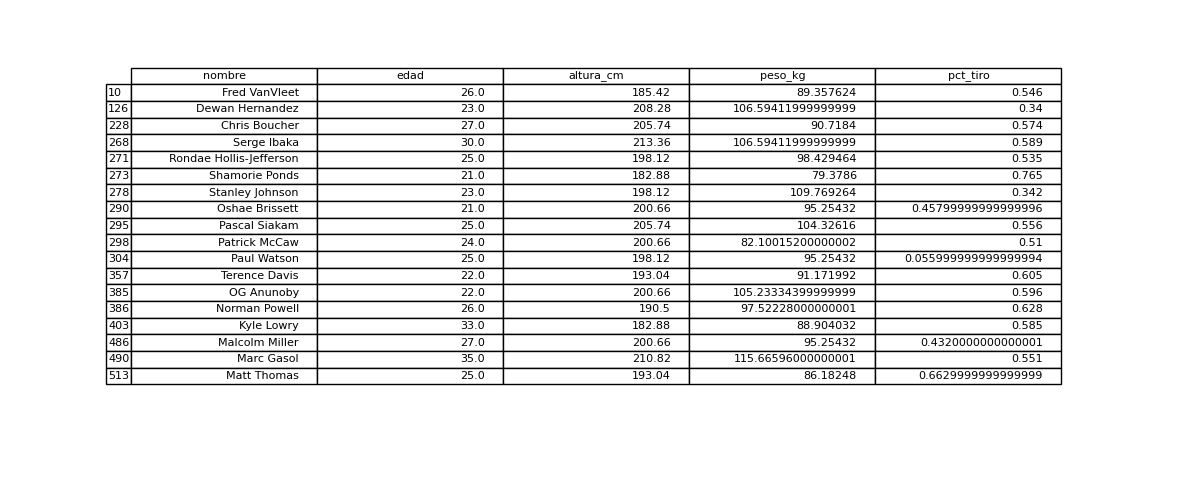 nombre edad altura_cm peso_kg pct_tiro
10 Fred VanVleet 26.0 185.42 89.357624 0.546
126 Dewan Hernandez 23.0 208.28 106.59411999999999 0.34
228 Chris Boucher 27.0 205.74 90.7184 0.574
268 Serge Ibaka 30.0 213.36 106.59411999999999 0.589
271 Rondae Hollis-Jefferson 25.0 198.12 98.429464 0.535
273 Shamorie Ponds 21.0 182.88 79.3786 0.765
278 Stanley Johnson 23.0 198.12 109.769264 0.342
290 Oshae Brissett 21.0 200.66 95.25432 0.45799999999999996
295 Pascal Siakam 25.0 205.74 104.32616 0.556
298 Patrick McCaw 24.0 200.66 82.10015200000002 0.51
304 Paul Watson 25.0 198.12 95.25432 0.055999999999999994
357 Terence Davis 22.0 193.04 91.171992 0.605
385 OG Anunoby 22.0 200.66 105.23334399999999 0.596
386 Norman Powell 26.0 190.5 97.52228000000001 0.628
403 Kyle Lowry 33.0 182.88 88.904032 0.585
486 Malcolm Miller 27.0 200.66 95.25432 0.4320000000000001
490 Marc Gasol 35.0 210.82 115.66596000000001 0.551
513 Matt Thomas 25.0 193.04 86.18248 0.6629999999999999